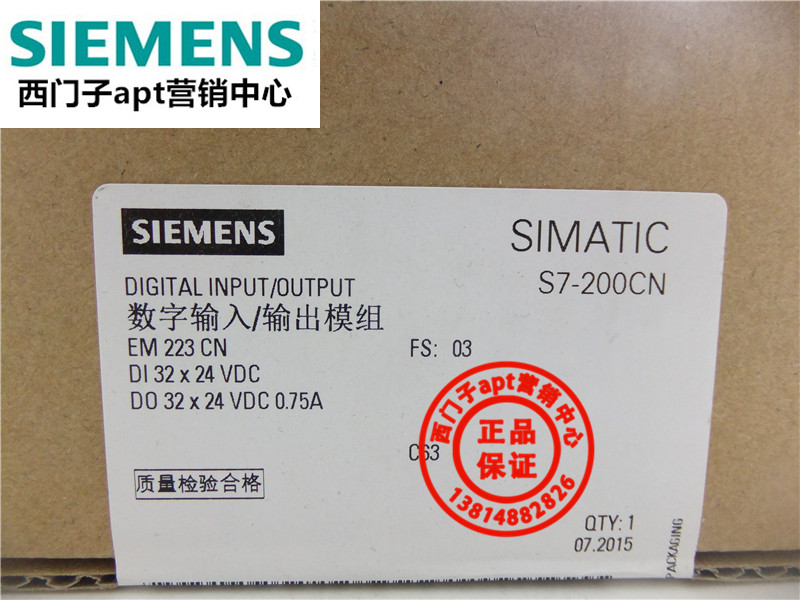 SIEMENS
西门子apt营销中心
SIEMENS
SIMATIC
S7-200CN
DIGITAL INPUT/OUTPUT
数字输入/输出模组
EM 223 CN
FS: 03
DI 32 x 24 VDC
DO 32 x 24 VDC 0.75A
西门子apt营销中心
正品
保证
13814882826
质量检验合格
QTY: 1
07.2015
PACKAGING